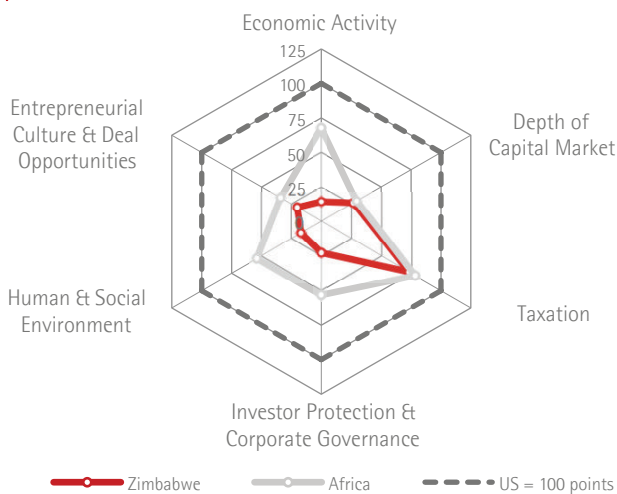 Economic Activity
125
100
75
50
25
Entrepreneurial
Culture & Deal
Opportunities
Depth of
Capital Market
Human & Social
Environment
Taxation
Investor Protection &
Corporate Governance
Zimbabwe
Africa
US = 100 points